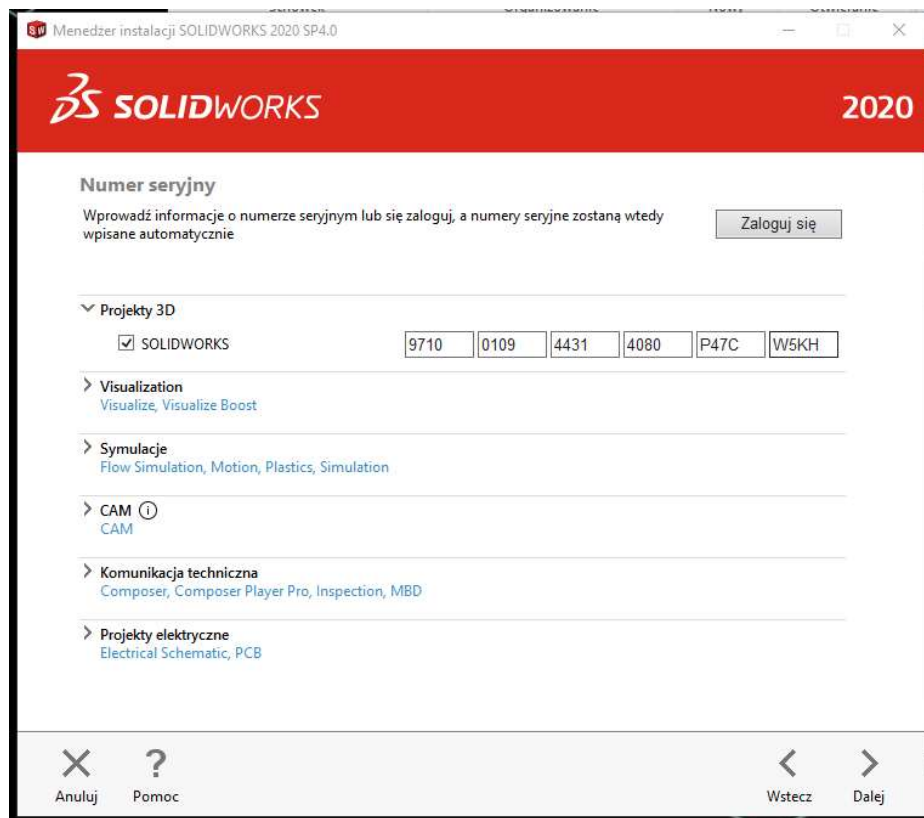 Menedżer instalacji SOLIDWORKS 2020 SP4.0
SOLIDWORKS
2020
Numer seryjny
Wprowadź informacje o numerze seryjnym lub się zaloguj, a numery seryjne zostaną wtedy
wpisane automatycznie
Zaloguj się
Projekty 3D
SOLIDWORKS 9710 0109 4431 4080 P47C W5KH
Visualization
Visualize, Visualize Boost
Symulacje
Flow Simulation, Motion, Plastics, Simulation
CAM
CAM
Komunikacja techniczna
Composer, Composer Player Pro, Inspection, MBD
Projekty elektryczne
Electrical Schematic, PCB
Anuluj Pomoc Wstecz Dalej